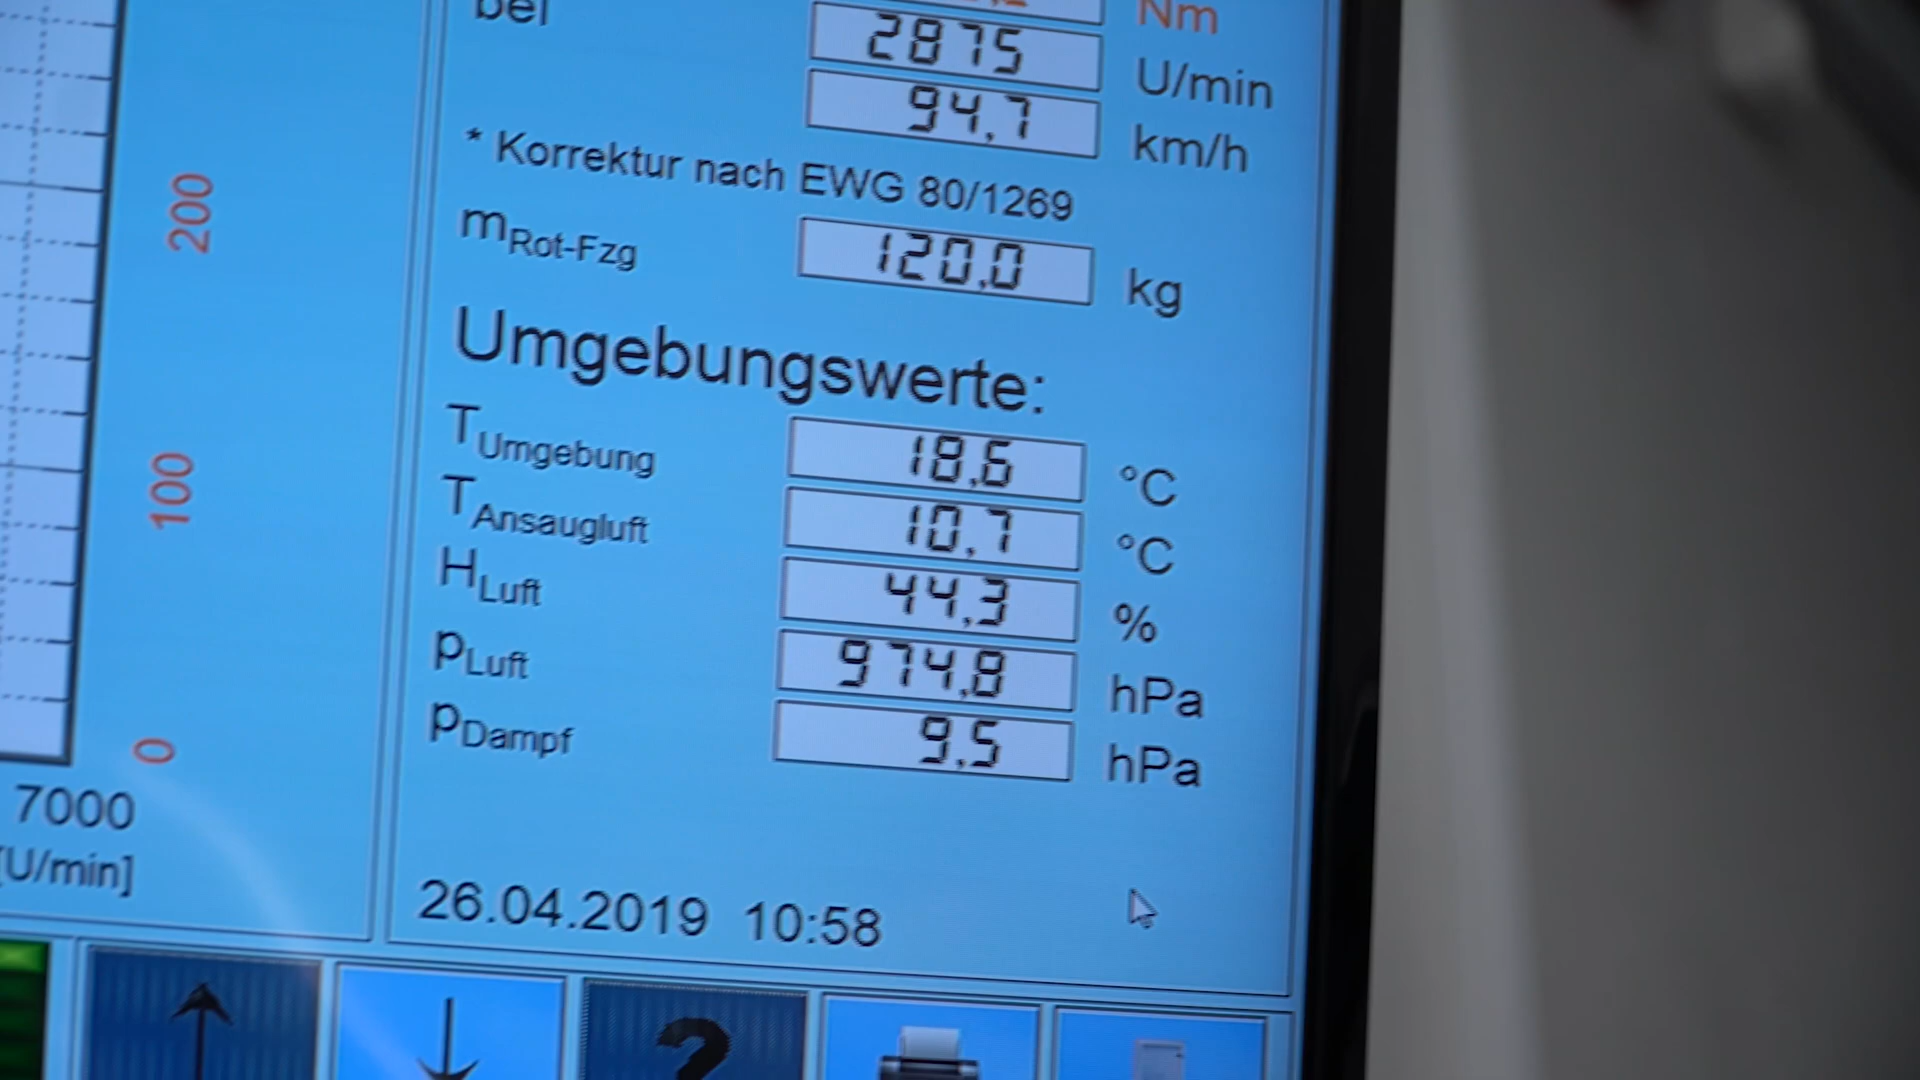 bei
Nm
2875 U/min
94,7 km/h
* Korrektur nach EWG 80/1269
mRot-Fzg 120,0 kg
Umgebungswerte:
TUmgebung 18,6 °C
TAnsaugluft 10,7 °C
HLuft 44,3 %
pLuft 974,8 hPa
pDampf 9,5 hPa
26.04.2019 10:58
200
100
0
7000
[U/min]
?